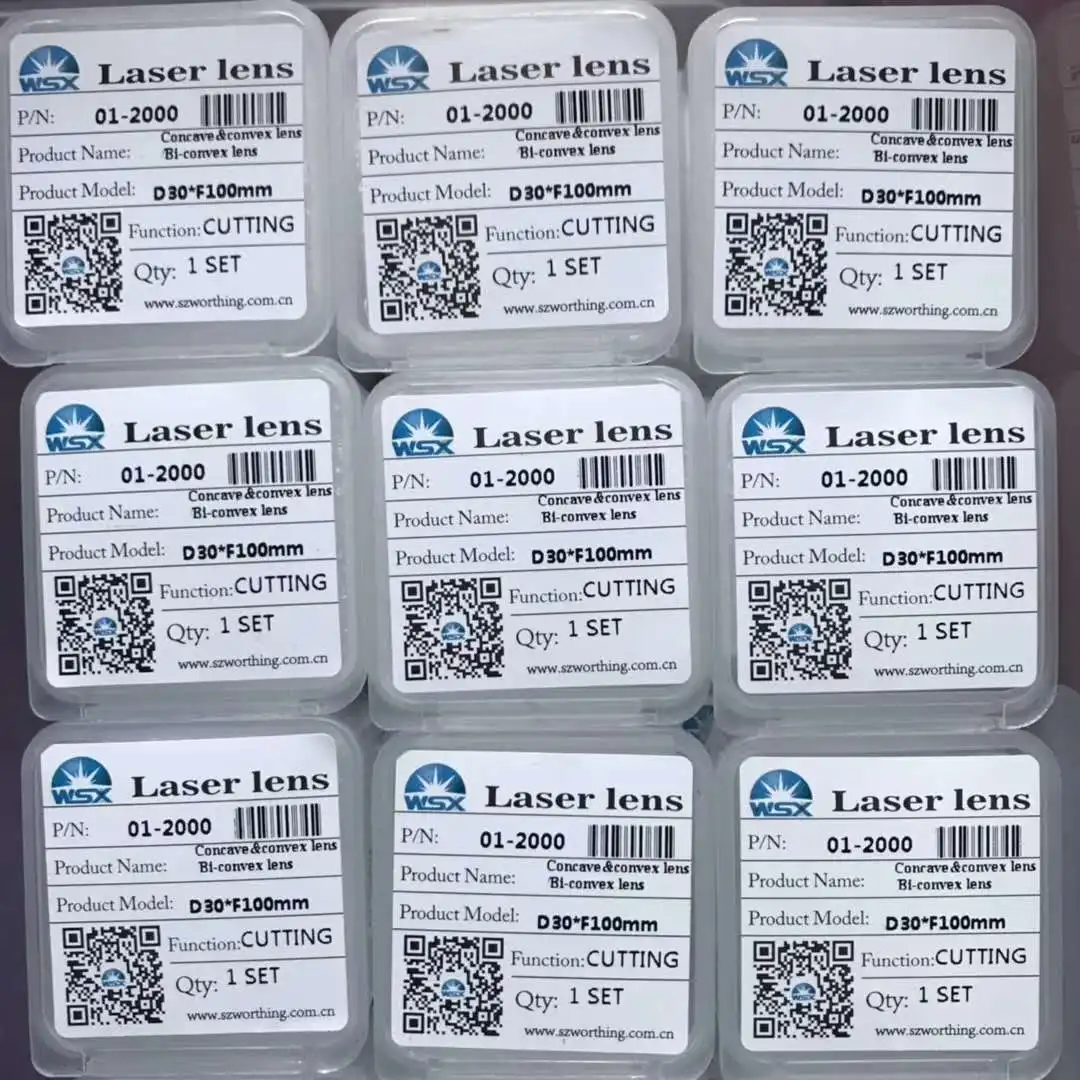 WSX Laser lens
P/N: 01-2000
Concave&convex lens
Product Name: Bi-convex lens
Product Model: D30*F100mm
Function:CUTTING
Qty: 1 SET
www.szworthing.com.cn
WSX Laser lens
P/N: 01-2000
Concave&convex lens
Product Name: Bi-convex lens
Product Model: D30*F100mm
Function:CUTTING
Qty: 1 SET
www.szworthing.com.cn
WSX Laser lens
P/N: 01-2000
Concave&convex lens
Product Name: Bi-convex lens
Product Model: D30*F100mm
Function:CUTTING
Qty: 1 SET
www.szworthing.com.cn
WSX Laser lens
P/N: 01-2000
Concave&convex lens
Product Name: Bi-convex lens
Product Model: D30*F100mm
Function:CUTTING
Qty: 1 SET
www.szworthing.com.cn
WSX Laser lens
P/N: 01-2000
Concave&convex lens
Product Name: Bi-convex lens
Product Model: D30*F100mm
Function:CUTTING
Qty: 1 SET
www.szworthing.com.cn
WSX Laser lens
P/N: 01-2000
Concave&convex lens
Product Name: Bi-convex lens
Product Model: D30*F100mm
Function:CUTTING
Qty: 1 SET
www.szworthing.com.cn
WSX Laser lens
P/N: 01-2000
Concave&convex lens
Product Name: Bi-convex lens
Product Model: D30*F100mm
Function:CUTTING
Qty: 1 SET
www.szworthing.com.cn
WSX Laser lens
P/N: 01-2000
Concave&convex lens
Product Name: Bi-convex lens
Product Model: D30*F100mm
Function:CUTTING
Qty: 1 SET
www.szworthing.com.cn
WSX Laser lens
P/N: 01-2000
Concave&convex lens
Product Name: Bi-convex lens
Product Model: D30*F100mm
Function:CUTTING
Qty: 1 SET
www.szworthing.com.cn